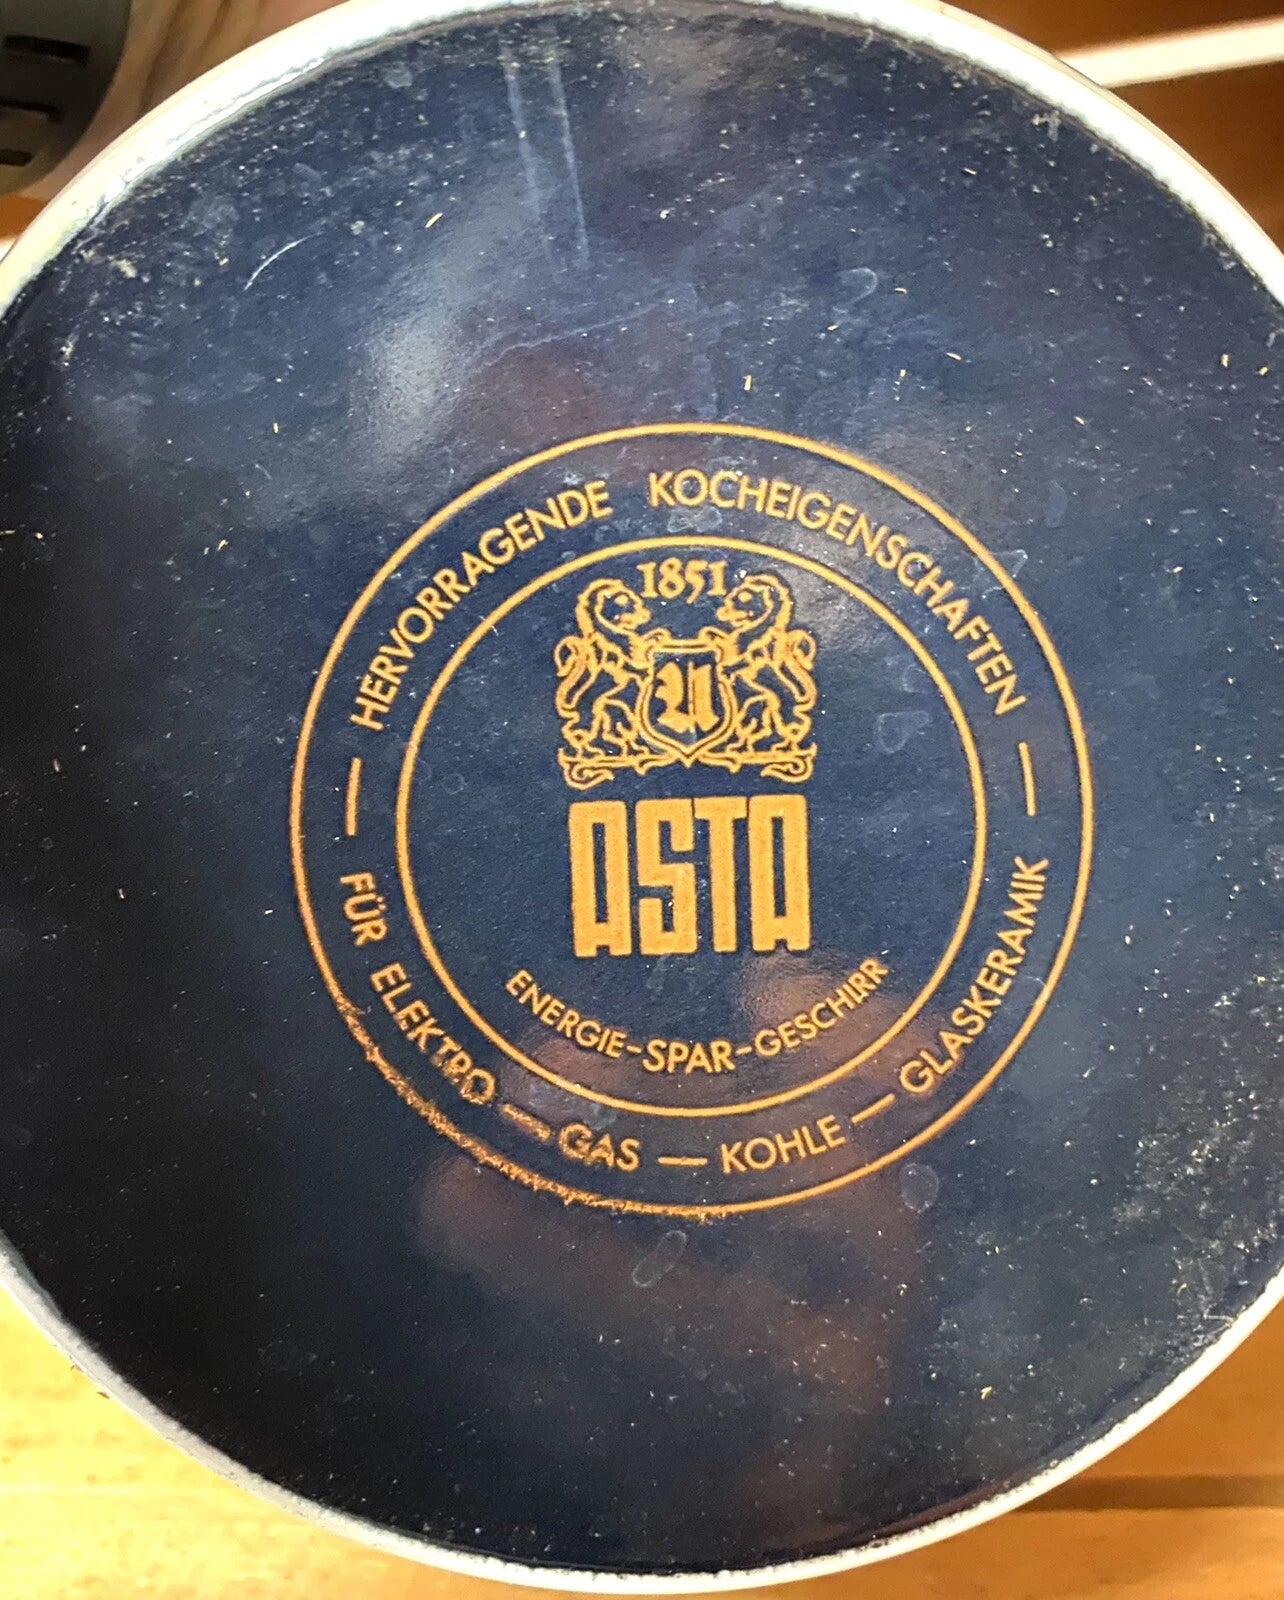 HERVORRAGENDE KOCHEIGENSCHAFTEN
1851
U
ASTA
ENERGIE-SPAR-GESCHIRR
— FÜR ELEKTRO — GAS — KOHLE — GLASKERAMIK —